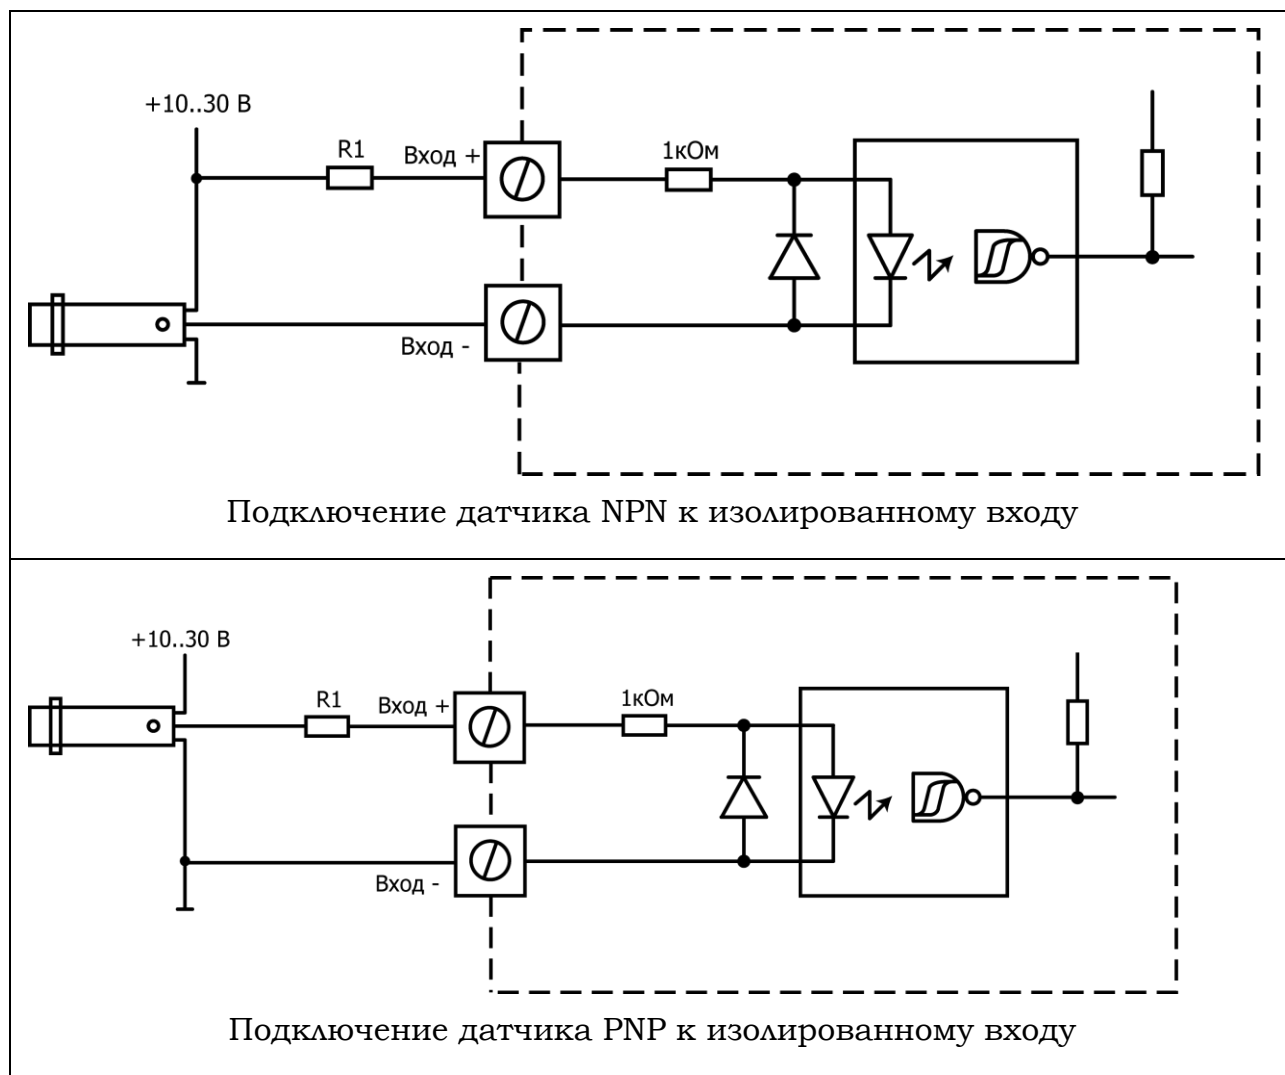 +10..30 В
R1
Вход +
1кОм
Вход -
Подключение датчика NPN к изолированному входу
+10..30 В
R1
Вход +
1кОм
Вход -
Подключение датчика PNP к изолированному входу